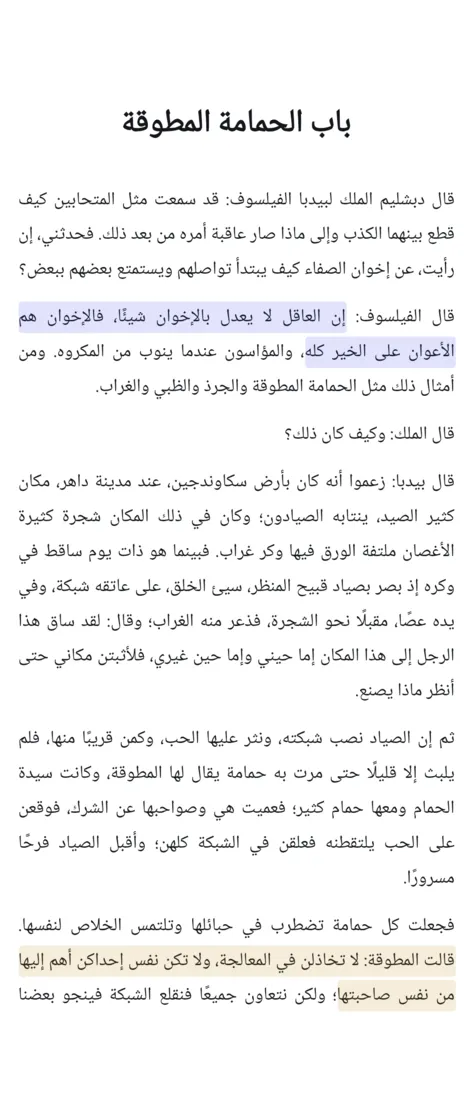 باب الحمامة المطوقة
قال دبشليم الملك لبيدبا الفيلسوف: قد سمعت مثل المتحابين كيف
قطع بينهما الكذب وإلى ماذا صار عاقبة أمره من بعد ذلك. فحدثني، إن
رأيت، عن إخوان الصفاء كيف يبتدأ تواصلهم ويستمتع بعضهم ببعض؟
قال الفيلسوف: إن العاقل لا يعدل بالإخوان شيئًا، فالإخوان هم
الأعوان على الخير كله، والمؤاسون عندما ينوب من المكروه. ومن
أمثال ذلك مثل الحمامة المطوقة والجرذ والظبي والغراب.
قال الملك: وكيف كان ذلك؟
قال بيدبا: زعموا أنه كان بأرض سكاوندجين، عند مدينة داهر، مكان
كثير الصيد، ينتابه الصيادون؛ وكان في ذلك المكان شجرة كثيرة
الأغصان ملتفة الورق فيها وكر غراب. فبينما هو ذات يوم ساقط في
وكره إذ بصر بصياد قبيح المنظر، سيئ الخلق، على عاتقه شبكة، وفي
يده عصًا، مقبلًا نحو الشجرة، فذعر منه الغراب؛ وقال: لقد ساق هذا
الرجل إلى هذا المكان إما حيني وإما حين غيري، فلأثبتن مكاني حتى
أنظر ماذا يصنع.
ثم إن الصياد نصب شبكته، ونثر عليها الحب، وكمن قريبًا منها، فلم
يلبث إلا قليلًا حتى مرت به حمامة يقال لها المطوقة، وكانت سيدة
الحمام ومعها حمام كثير؛ فعميت هي وصواحبها عن الشرك، فوقعن
على الحب يلتقطنه فعلقن في الشبكة كلهن؛ وأقبل الصياد فرحًا
مسرورًا.
فجعلت كل حمامة تضطرب في حبائلها وتلتمس الخلاص لنفسها.
قالت المطوقة: لا تخاذلن في المعالجة، ولا تكن نفس إحداكن أهم إليها
من نفس صاحبتها؛ ولكن نتعاون جميعًا فنقلع الشبكة فينجو بعضنا